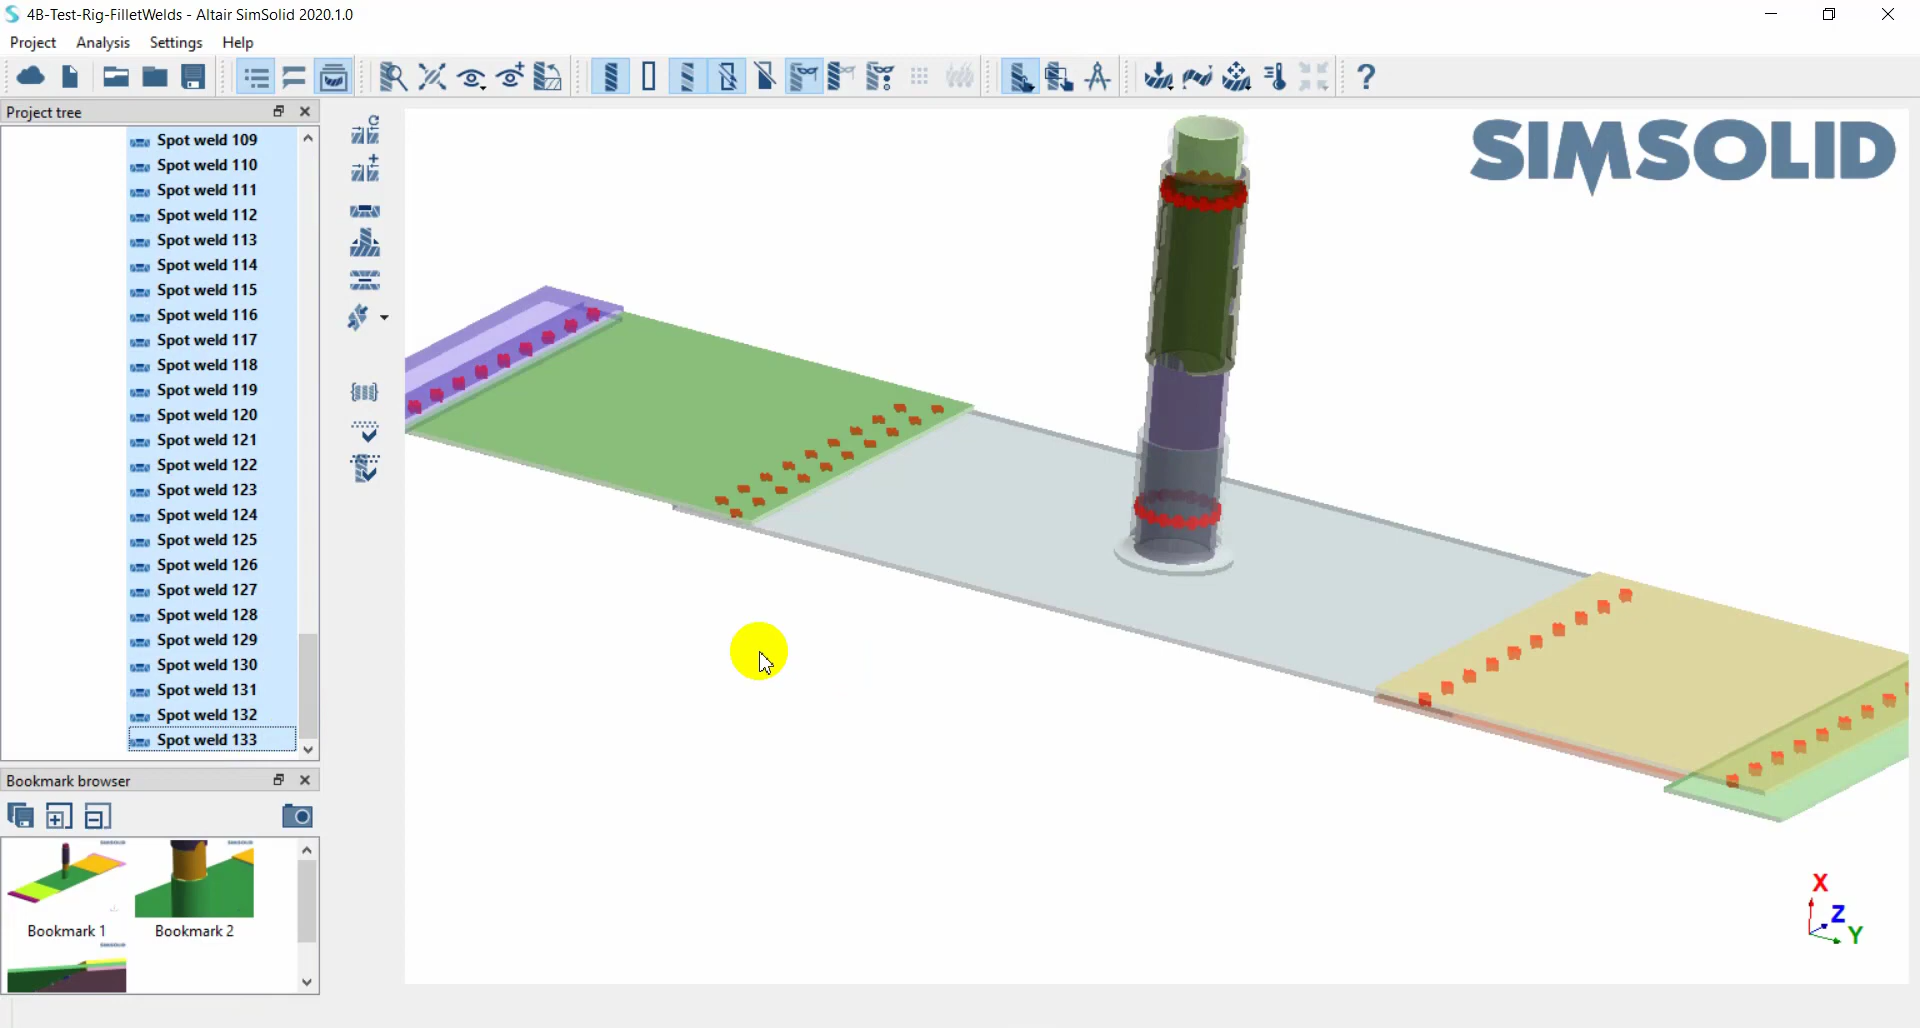 4B-Test-Rig-FilletWelds - Altair SimSolid 2020.1.0
Project Analysis Settings Help
Project tree
Spot weld 109
Spot weld 110
Spot weld 111
Spot weld 112
Spot weld 113
Spot weld 114
Spot weld 115
Spot weld 116
Spot weld 117
Spot weld 118
Spot weld 119
Spot weld 120
Spot weld 121
Spot weld 122
Spot weld 123
Spot weld 124
Spot weld 125
Spot weld 126
Spot weld 127
Spot weld 128
Spot weld 129
Spot weld 130
Spot weld 131
Spot weld 132
Spot weld 133
Bookmark browser
Bookmark 1
Bookmark 2
SIMSOLID
X
Z
Y